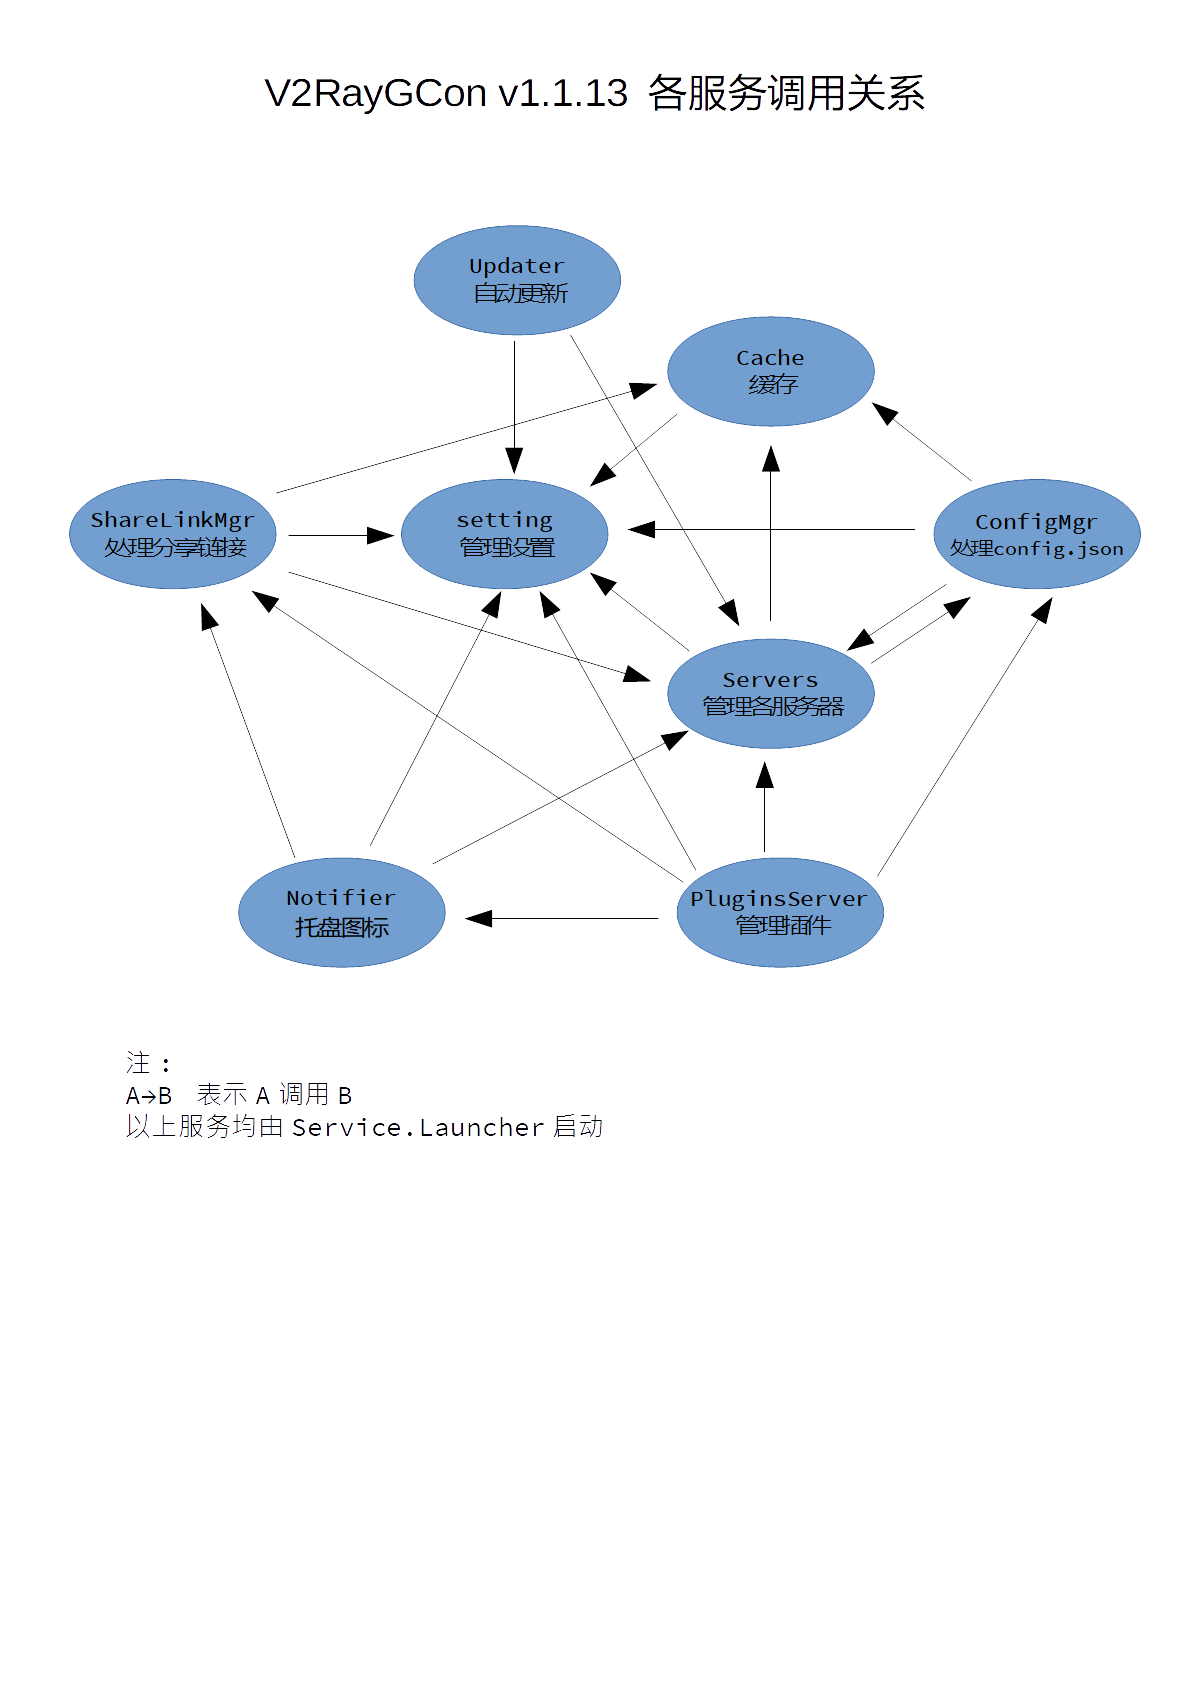 V2RayGCon v1.1.13 各服务调用关系
Updater
自动更新
Cache
缓存
ShareLinkMgr
处理分享链接
setting
管理设置
ConfigMgr
处理config.json
Servers
管理各服务器
Notifier
托盘图标
PluginsServer
管理插件
注：
A→B 表示 A 调用 B
以上服务均由 Service.Launcher 启动